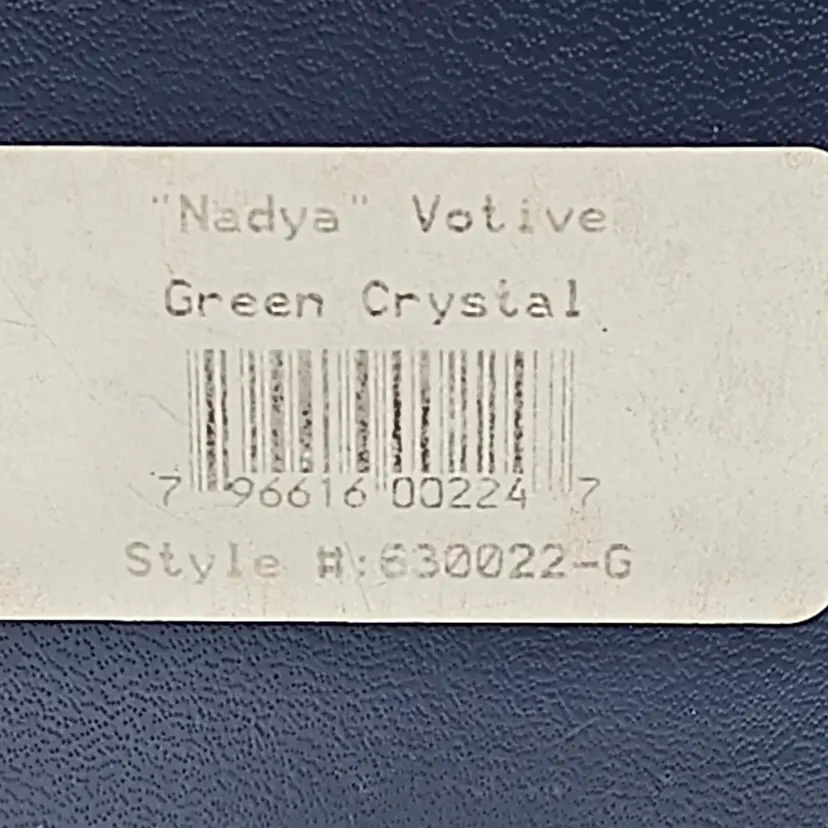 "Nadya" Votive
Green Crystal
7 96616 00224 7
Style #:630022-G